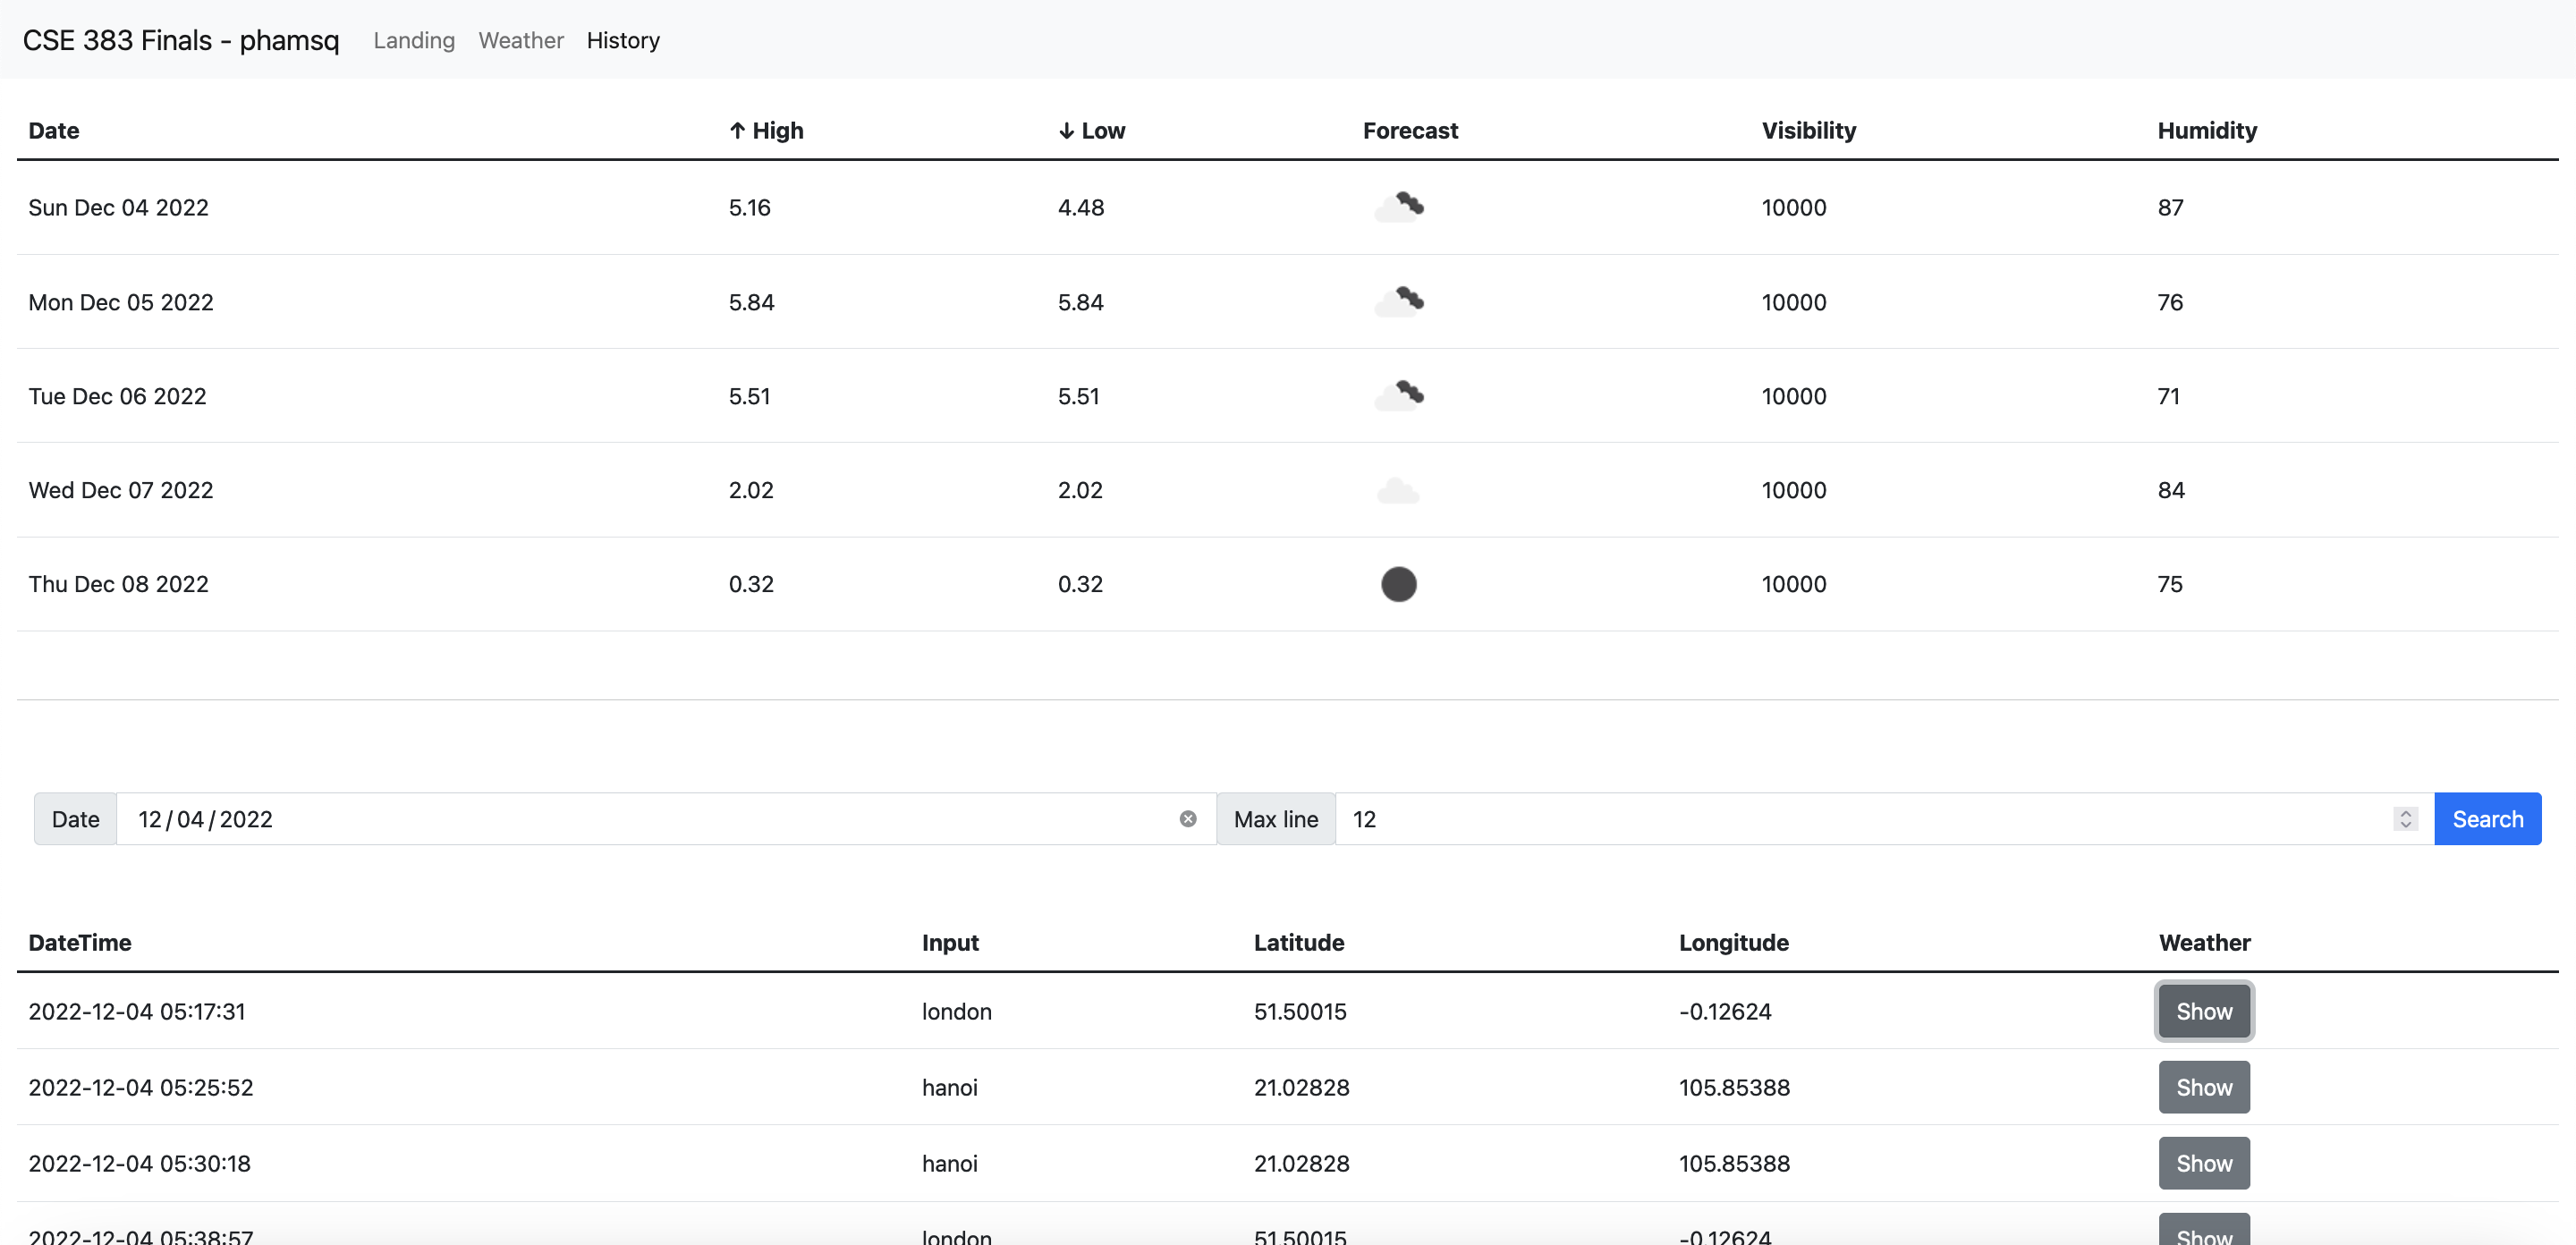 CSE 383 Finals - phamsq Landing Weather History
Date ↑ High ↓ Low Forecast Visibility Humidity
Sun Dec 04 2022 5.16 4.48 10000 87
Mon Dec 05 2022 5.84 5.84 10000 76
Tue Dec 06 2022 5.51 5.51 10000 71
Wed Dec 07 2022 2.02 2.02 10000 84
Thu Dec 08 2022 0.32 0.32 10000 75
Date 12/04/2022 Max line 12 Search
DateTime Input Latitude Longitude Weather
2022-12-04 05:17:31 london 51.50015 -0.12624 Show
2022-12-04 05:25:52 hanoi 21.02828 105.85388 Show
2022-12-04 05:30:18 hanoi 21.02828 105.85388 Show
2022-12-04 05:38:57 london 51.50015 -0.12624 Show